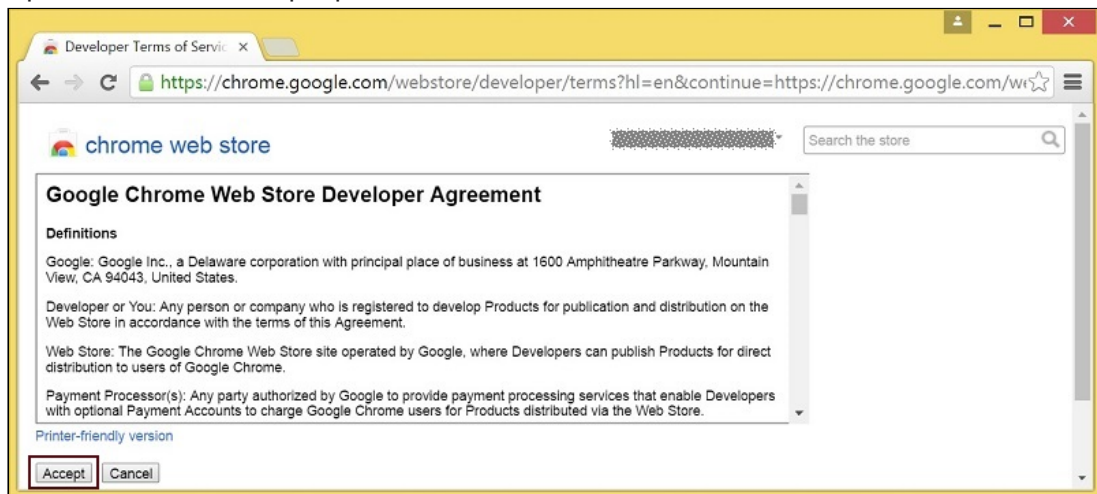 Developer Terms of Servic
https://chrome.google.com/webstore/developer/terms?hl=en&continue=https://chrome.google.com/we
chrome web store
Search the store
Google Chrome Web Store Developer Agreement
Definitions
Google: Google Inc., a Delaware corporation with principal place of business at 1600 Amphitheatre Parkway, Mountain
View, CA 94043, United States.
Developer or You: Any person or company who is registered to develop Products for publication and distribution on the
Web Store in accordance with the terms of this Agreement.
Web Store: The Google Chrome Web Store site operated by Google, where Developers can publish Products for direct
distribution to users of Google Chrome.
Payment Processor(s): Any party authorized by Google to provide payment processing services that enable Developers
with optional Payment Accounts to charge Google Chrome users for Products distributed via the Web Store.
Printer-friendly version
Accept Cancel